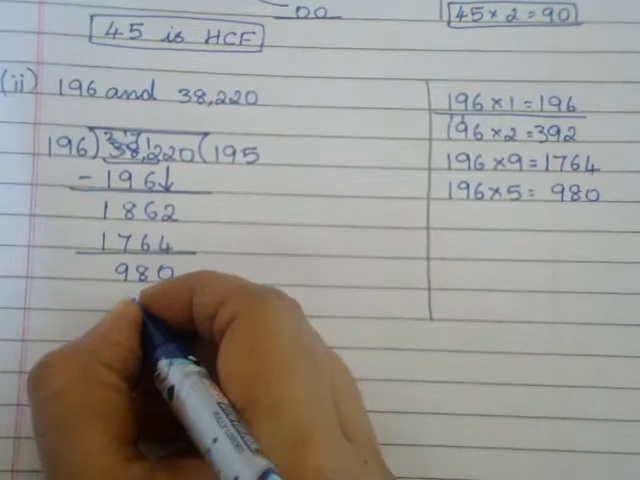 00
45 × 2 = 90
45 is HCF
(ii) 196 and 38,220
196 × 1 = 196
196 × 2 = 392
196 × 9 = 1764
196 × 5 = 980
196) 38,220 (195
- 196↓
1862
1764
980